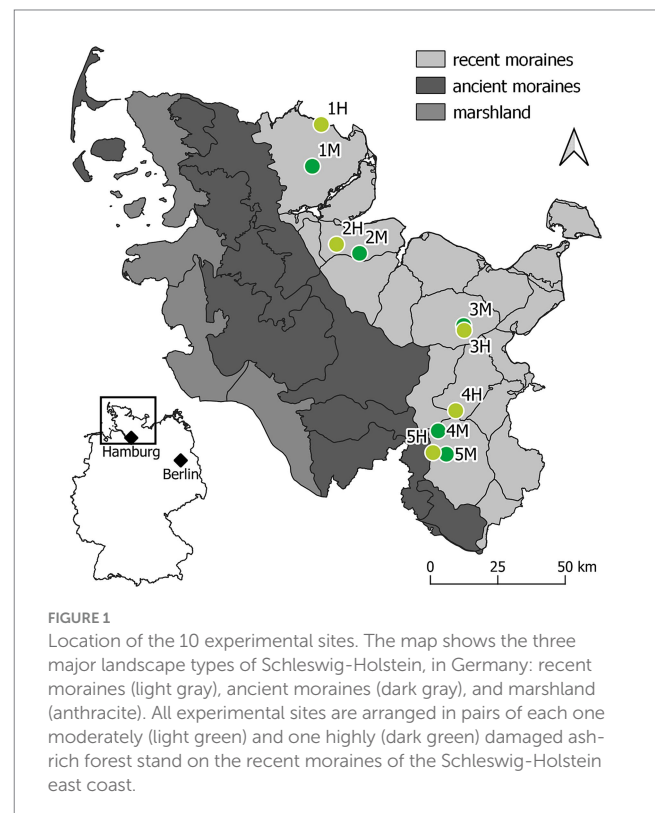 recent moraines
ancient moraines
marshland
1H
1M
2H
2M
3M
3H
4H
4M
5H
5M
Hamburg
Berlin
0 25 50 km
FIGURE 1
Location of the 10 experimental sites. The map shows the three
major landscape types of Schleswig-Holstein, in Germany: recent
moraines (light gray), ancient moraines (dark gray), and marshland
(anthracite). All experimental sites are arranged in pairs of each one
moderately (light green) and one highly (dark green) damaged ash-
rich forest stand on the recent moraines of the Schleswig-Holstein
east coast.